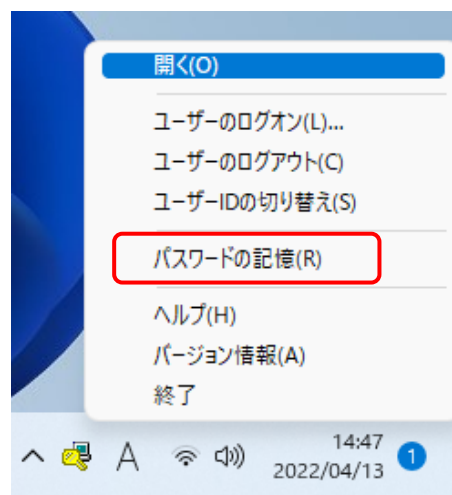 開く(O)
ユーザーのログオン(L)...
ユーザーのログアウト(C)
ユーザーIDの切り替え(S)
パスワードの記憶(R)
ヘルプ(H)
バージョン情報(A)
終了
A
14:47
2022/04/13
1